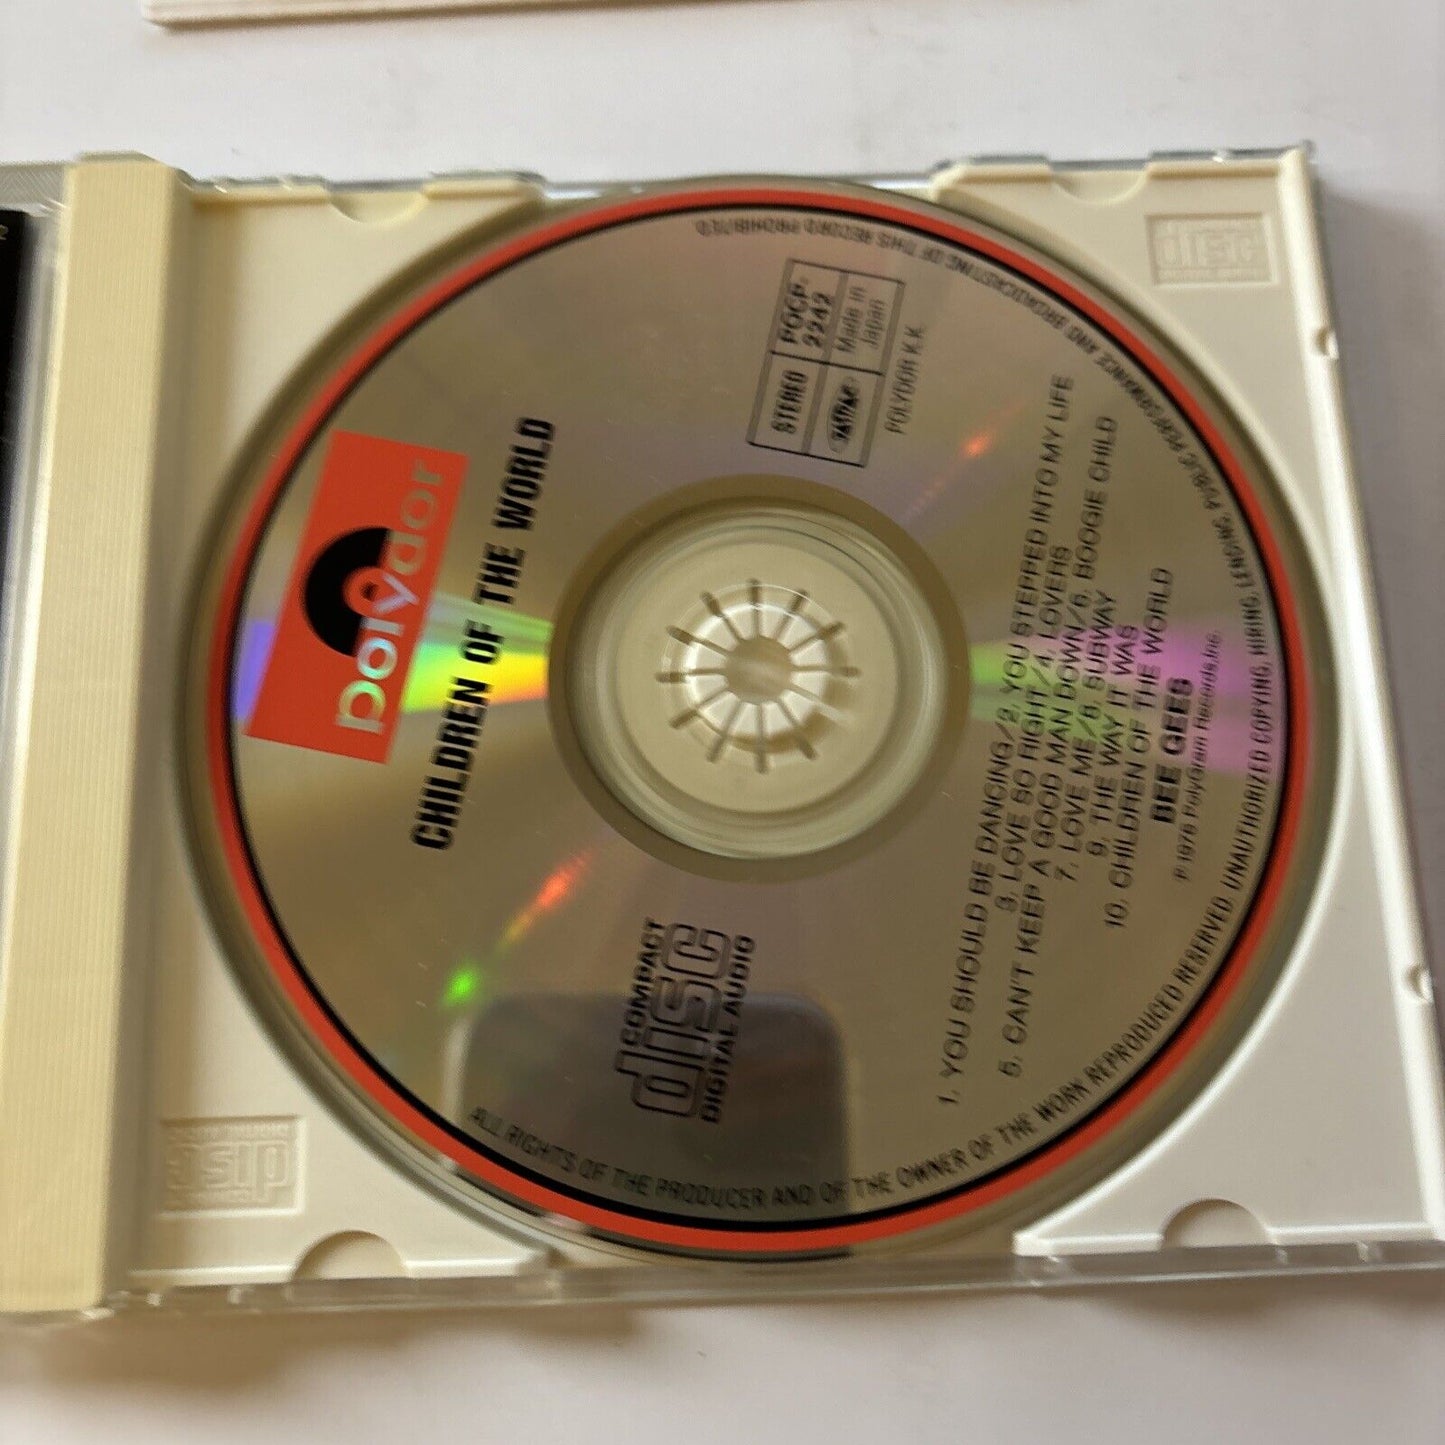 polydor
CHILDREN OF THE WORLD
STEREO
POCP-
2242
Made in
Japan
POLYDOR K.K.
COMPACT
disc
DIGITAL AUDIO
1. YOU SHOULD BE DANCING/2. YOU STEPPED INTO MY LIFE
3. LOVE SO RIGHT/4. LOVERS
5. CAN'T KEEP A GOOD MAN DOWN/6. BOOGIE CHILD
7. LOVE ME/8. SUBWAY
9. THE WAY IT WAS
10. CHILDREN OF THE WORLD
BEE GEES
P 1976 PolyGram Records, Inc.
ALL RIGHTS OF THE PRODUCER AND OF THE OWNER OF THE WORK REPRODUCED RESERVED. UNAUTHORIZED COPYING, HIRING, LENDING, PUBLIC PERFORMANCE AND BROADCASTING OF THIS RECORD PROHIBITED.
disc
disc
2